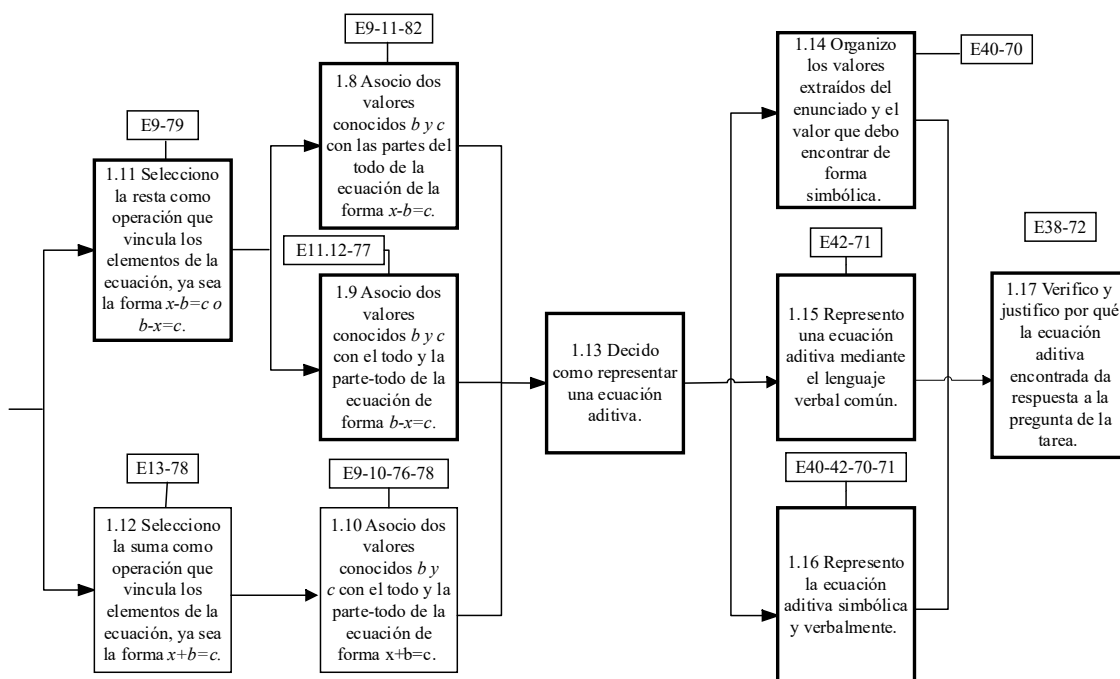 E9-79
1.11 Selecciono
la resta como
operación que
vincula los
elementos de la
ecuación, ya sea
la forma x-b=c o
b-x=c.
E13-78
1.12 Selecciono
la suma como
operación que
vincula los
elementos de la
ecuación, ya sea
la forma x+b=c.
E9-11-82
1.8 Asocio dos
valores
conocidos b y c
con las partes del
todo de la
ecuación de la
forma x-b=c.
E11.12-77
1.9 Asocio dos
valores
conocidos b y c
con el todo y la
parte-todo de la
ecuación de
forma b-x=c.
E9-10-76-78
1.10 Asocio dos
valores
conocidos b y
c con el todo y la
parte-todo de la
ecuación de
forma x+b=c.
1.13 Decido
como representar
una ecuación
aditiva.
1.14 Organizo
los valores
extraídos del
enunciado y el
valor que debo
encontrar de
forma
simbólica.
E40-70
E42-71
1.15 Represento
una ecuación
aditiva mediante
el lenguaje
verbal común.
E40-42-70-71
1.16 Represento
la ecuación
aditiva simbólica
y verbalmente.
E38-72
1.17 Verifico y
justifico por qué
la ecuación
aditiva
encontrada da
respuesta a la
pregunta de la
tarea.